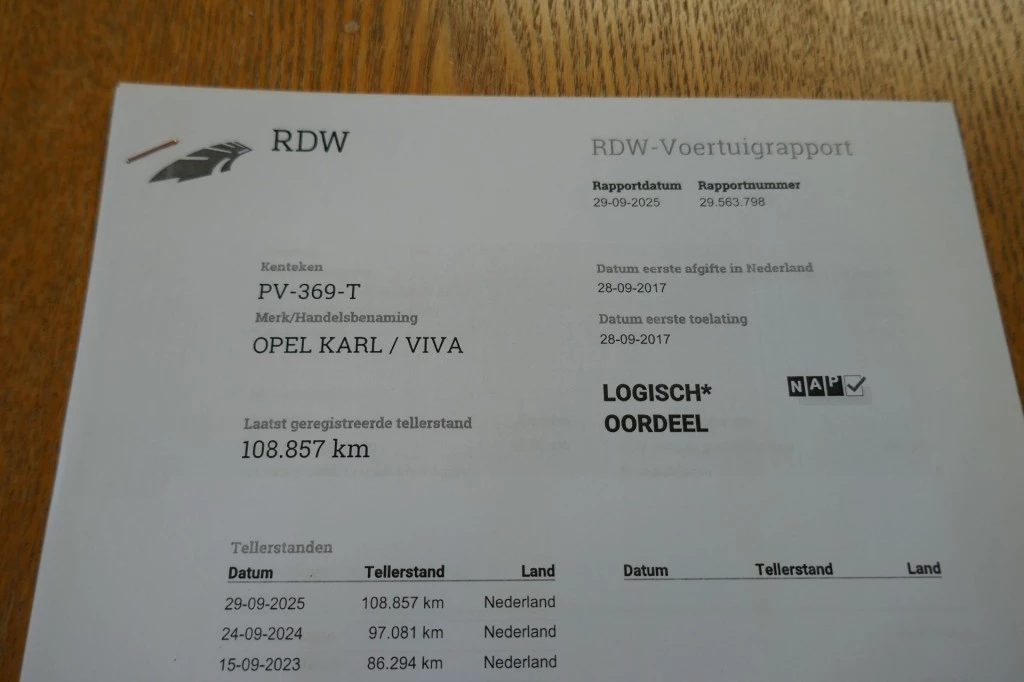 RDW
RDW-Voertuigrapport
Rapportdatum Rapportnummer
29-09-2025 29.563.798
Kenteken
PV-369-T
Merk/Handelsbenaming
OPEL KARL / VIVA
Datum eerste afgifte in Nederland
28-09-2017
Datum eerste toelating
28-09-2017
Laatst geregistreerde tellerstand
108.857 km
LOGISCH*
OORDEEL
NAP
Tellerstanden
Datum Tellerstand Land Datum Tellerstand Land
29-09-2025 108.857 km Nederland
24-09-2024 97.081 km Nederland
15-09-2023 86.294 km Nederland